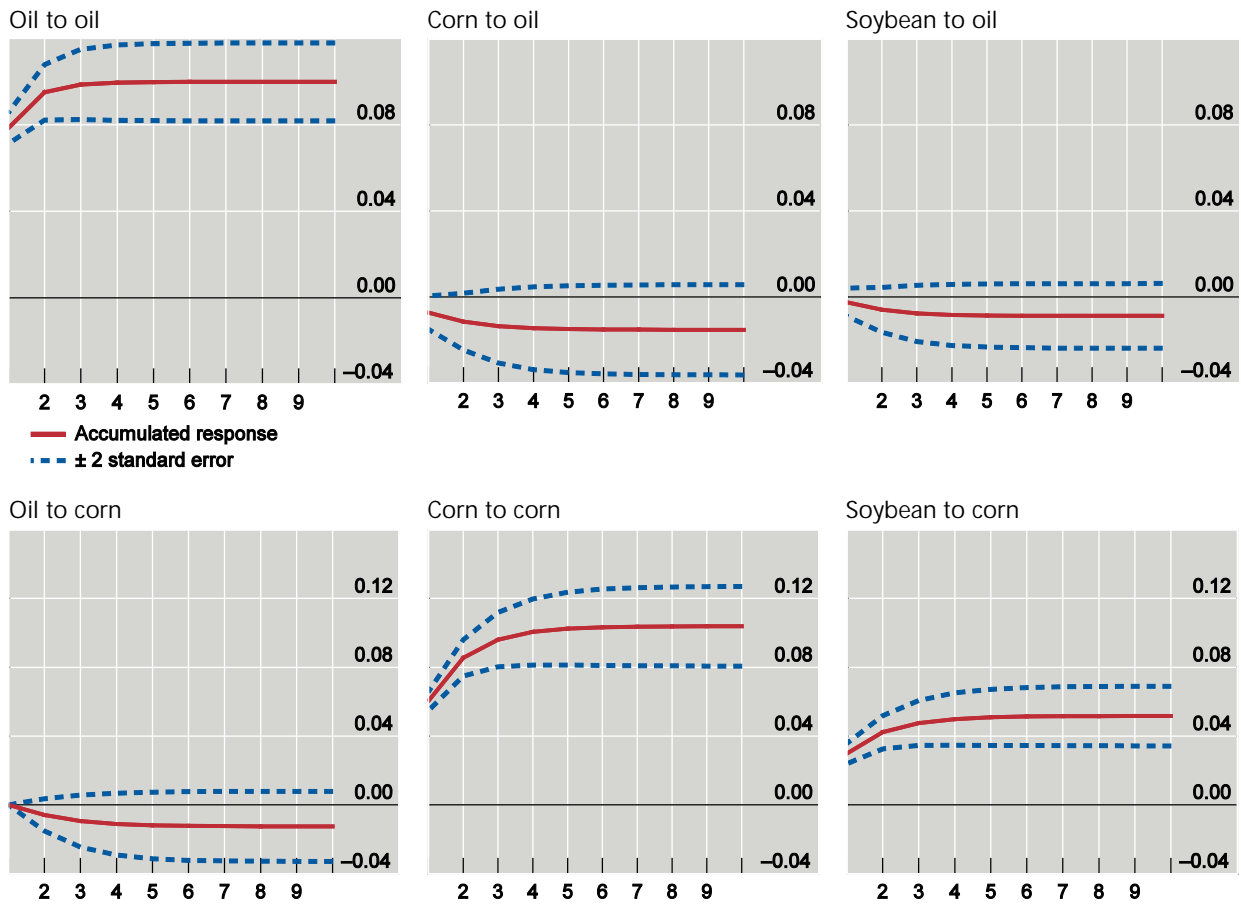 Oil to oil
0.08
0.04
0.00
–0.04
2 3 4 5 6 7 8 9
Corn to oil
0.08
0.04
0.00
–0.04
2 3 4 5 6 7 8 9
Soybean to oil
0.08
0.04
0.00
–0.04
2 3 4 5 6 7 8 9
Accumulated response
± 2 standard error
Oil to corn
0.12
0.08
0.04
0.00
–0.04
2 3 4 5 6 7 8 9
Corn to corn
0.12
0.08
0.04
0.00
–0.04
2 3 4 5 6 7 8 9
Soybean to corn
0.12
0.08
0.04
0.00
–0.04
2 3 4 5 6 7 8 9